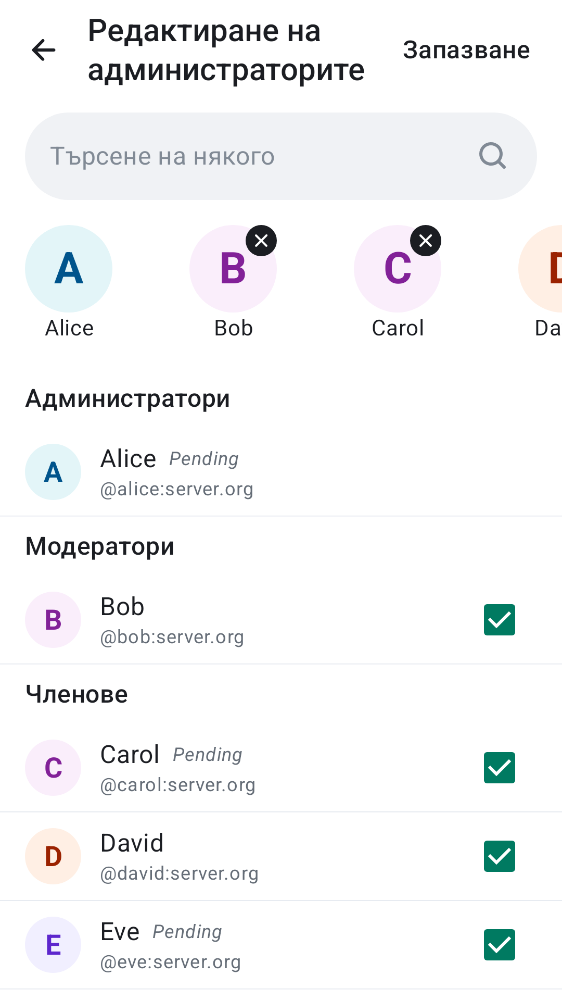 Редактиране на
администраторите
Запазване
Търсене на някого
A
B
C
Alice
Bob
Carol
Da
Администратори
A
Alice Pending
@alice:server.org
Модератори
B
Bob
@bob:server.org
Членове
C
Carol Pending
@carol:server.org
D
David
@david:server.org
E
Eve Pending
@eve:server.org